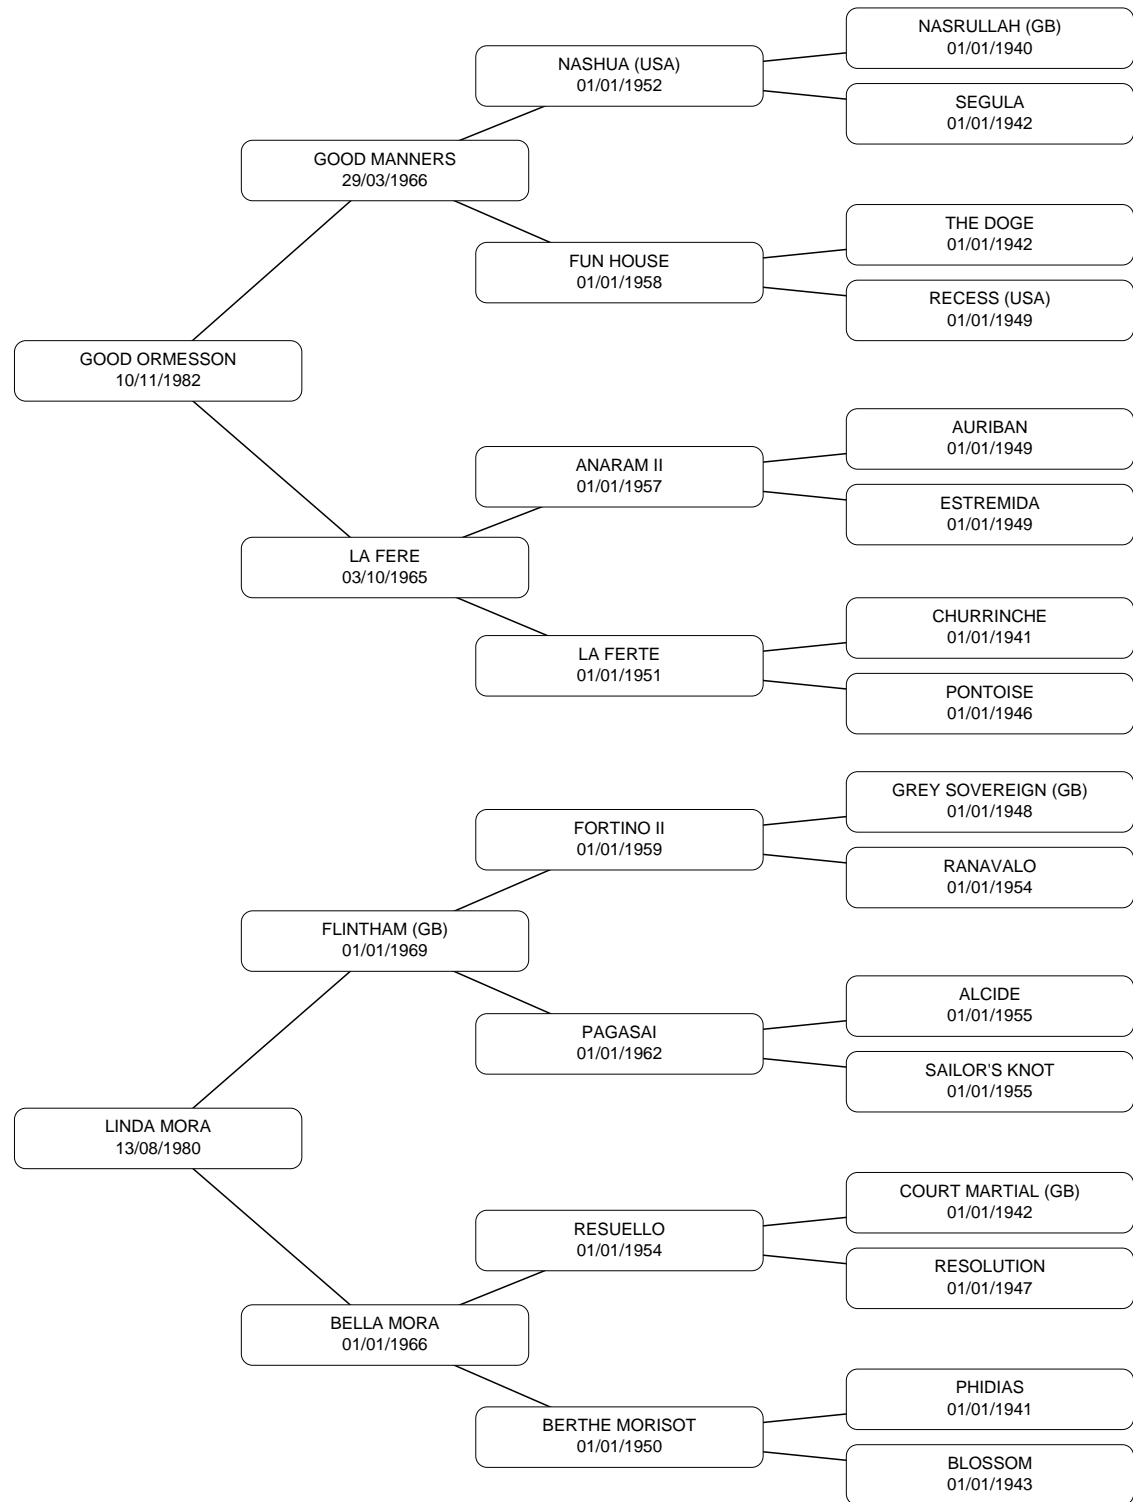 NASRULLAH (GB)
01/01/1940
NASHUA (USA)
01/01/1952
SEGULA
01/01/1942
GOOD MANNERS
29/03/1966
THE DOGE
01/01/1942
FUN HOUSE
01/01/1958
RECESS (USA)
01/01/1949
GOOD ORMESSON
10/11/1982
AURIBAN
01/01/1949
ANARAM II
01/01/1957
ESTREMIDA
01/01/1949
LA FERE
03/10/1965
CHURRINCHE
01/01/1941
LA FERTE
01/01/1951
PONTOISE
01/01/1946
GREY SOVEREIGN (GB)
01/01/1948
FORTINO II
01/01/1959
RANAVALO
01/01/1954
FLINTHAM (GB)
01/01/1969
ALCIDE
01/01/1955
PAGASAI
01/01/1962
SAILOR'S KNOT
01/01/1955
LINDA MORA
13/08/1980
COURT MARTIAL (GB)
01/01/1942
RESUELLO
01/01/1954
RESOLUTION
01/01/1947
BELLA MORA
01/01/1966
PHIDIAS
01/01/1941
BERTHE MORISOT
01/01/1950
BLOSSOM
01/01/1943